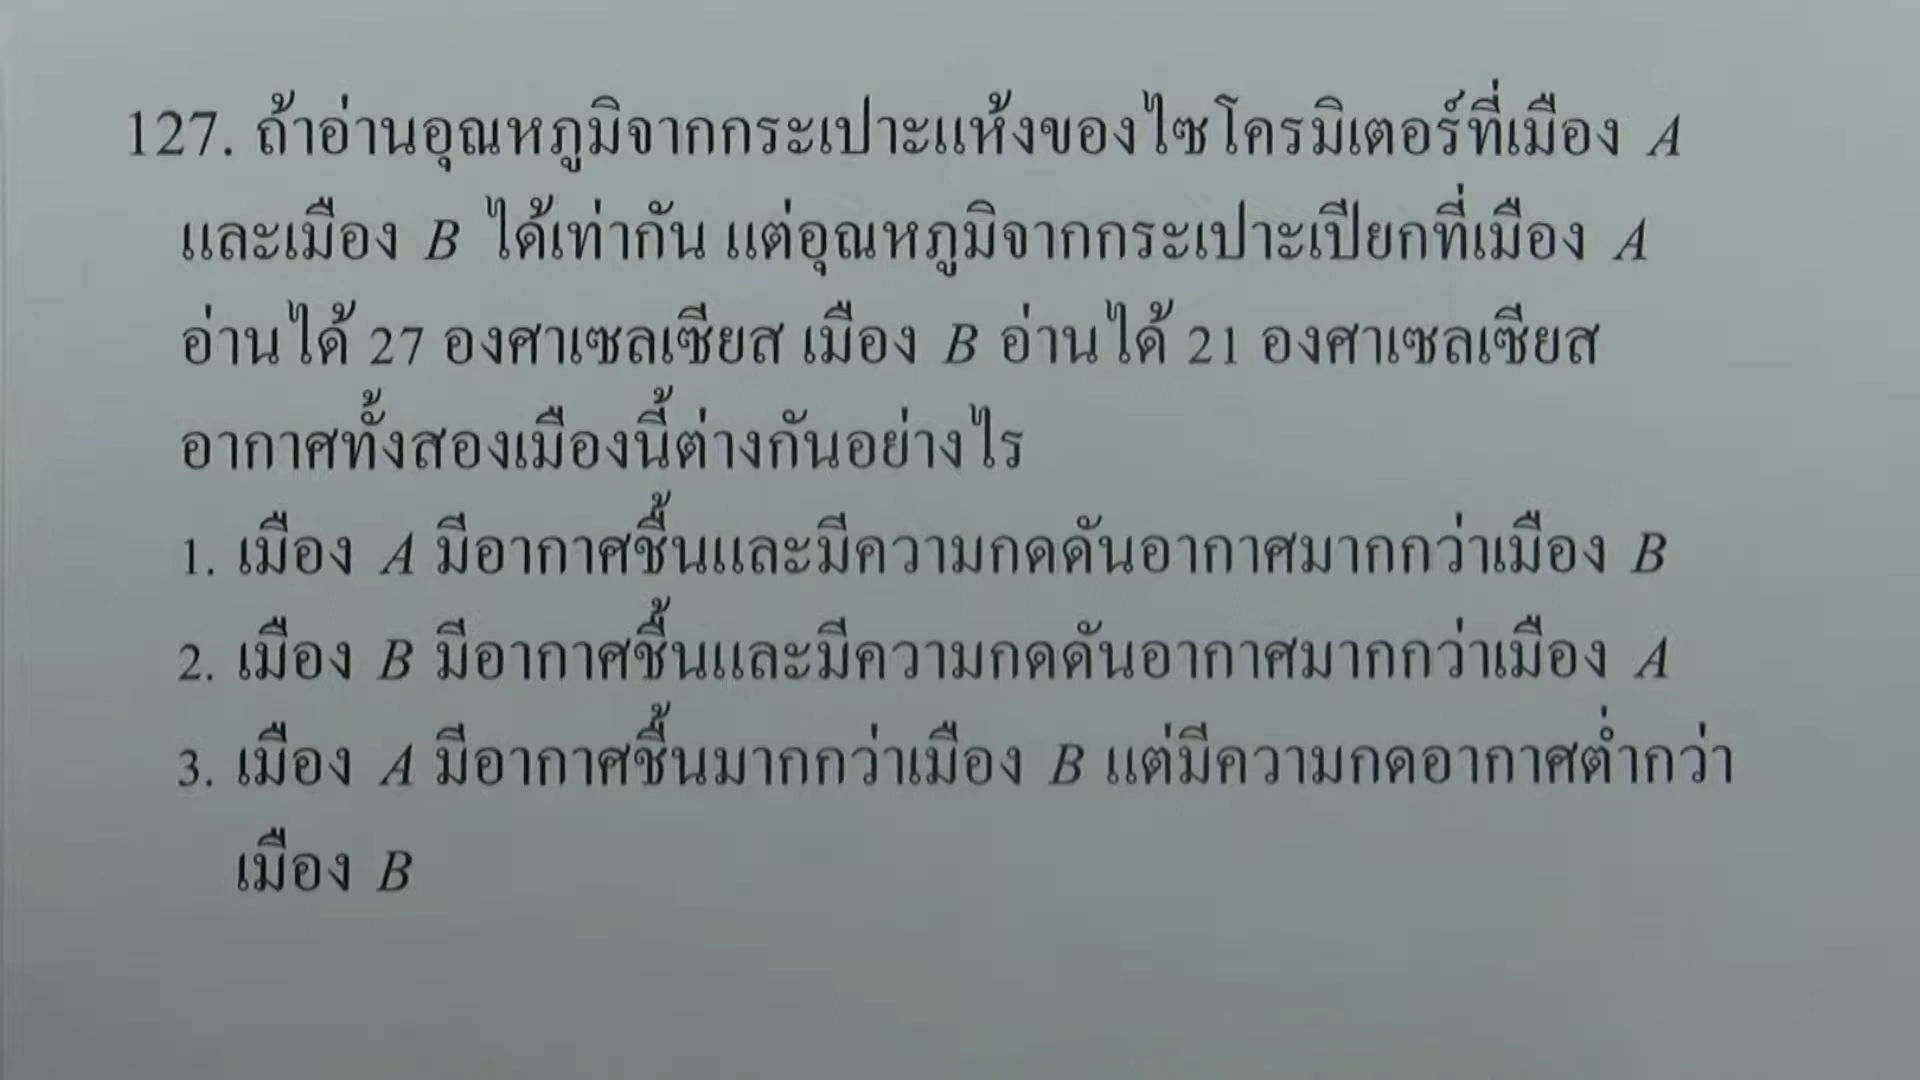 127. ถ้าอ่านอุณหภูมิจากกระเปาะแห้งของไซโครมิเตอร์ที่เมือง A
และเมือง B ได้เท่ากัน แต่อุณหภูมิจากกระเปาะเปียกที่เมือง A
อ่านได้ 27 องศาเซลเซียส เมือง B อ่านได้ 21 องศาเซลเซียส
อากาศทั้งสองเมืองนี้ต่างกันอย่างไร
1. เมือง A มีอากาศชื้นและมีความกดดันอากาศมากกว่าเมือง B
2. เมือง B มีอากาศชื้นและมีความกดดันอากาศมากกว่าเมือง A
3. เมือง A มีอากาศชื้นมากกว่าเมือง B แต่มีความกดอากาศต่ำกว่า
เมือง B